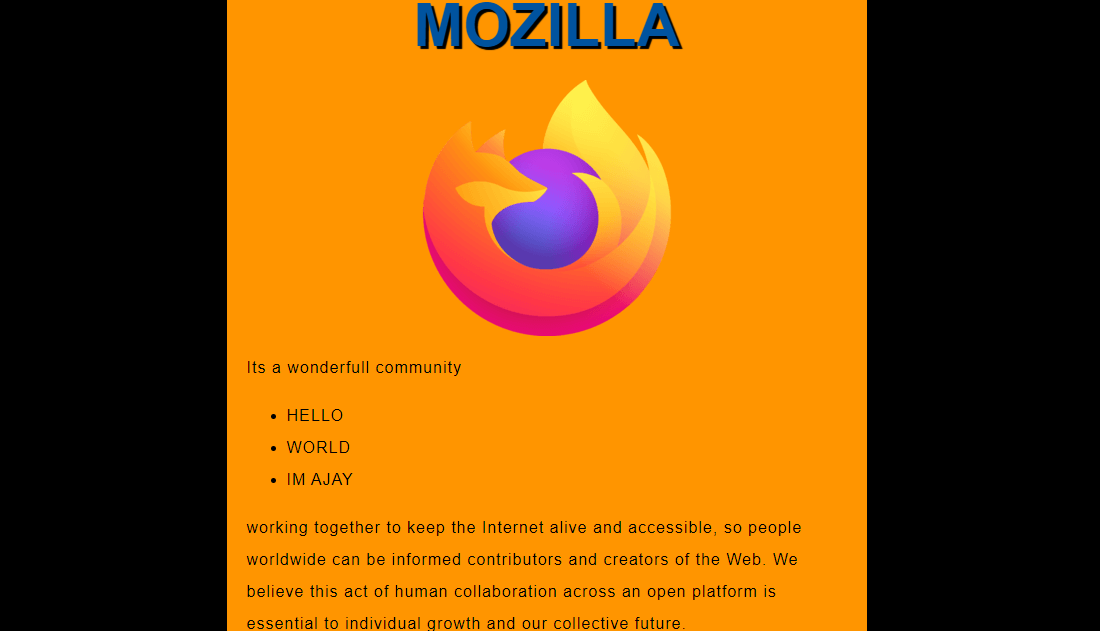 MOZILLA
Its a wonderfull community
HELLO
WORLD
IM AJAY
working together to keep the Internet alive and accessible, so people
worldwide can be informed contributors and creators of the Web. We
believe this act of human collaboration across an open platform is
essential to individual growth and our collective future.